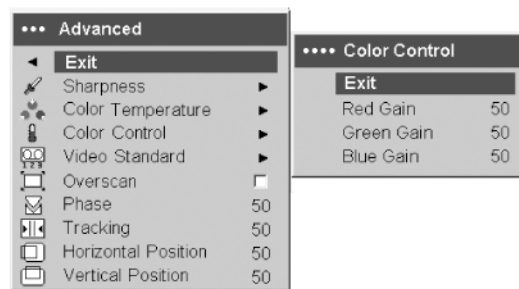 ••• Advanced
Exit
Sharpness
Color Temperature
Color Control
Video Standard
Overscan
Phase 50
Tracking 50
Horizontal Position 50
Vertical Position 50
•••• Color Control
Exit
Red Gain 50
Green Gain 50
Blue Gain 50